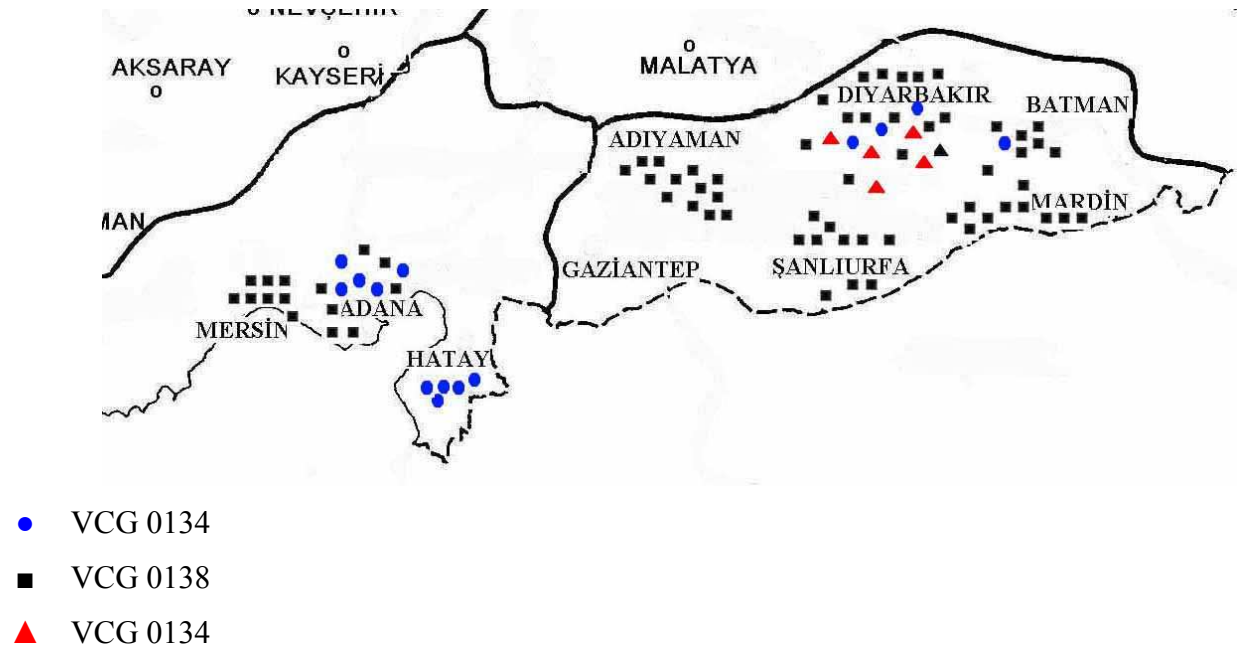 NEVŞEHİR
AKSARAY
KAYSERİ
MALATYA
DIYARBAKIR
BATMAN
ADIYAMAN
MAN
MARDİN
GAZİANTEP
ŞANLIURFA
ADANA
MERSİN
HATAY
VCG 0134
VCG 0138
VCG 0134